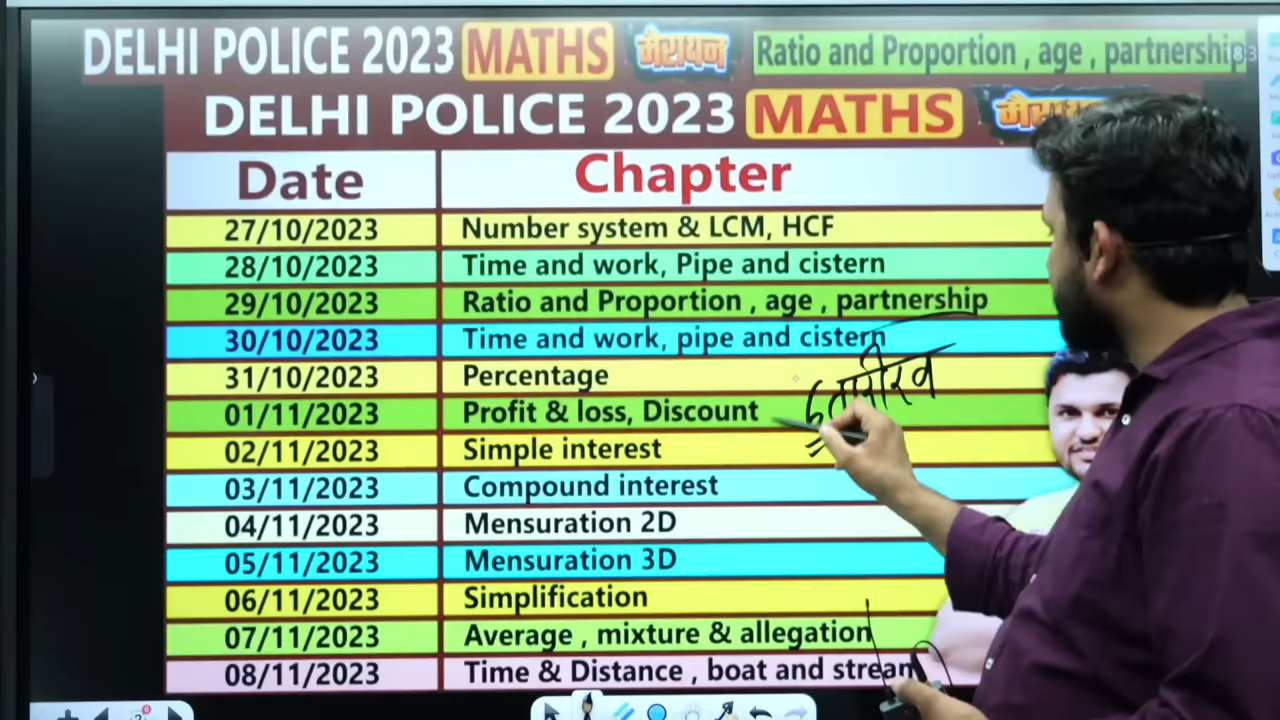 DELHI POLICE 2023 MATHS मैराथन Ratio and Proportion , age , partnership
DELHI POLICE 2023 MATHS
Date Chapter
27/10/2023 Number system & LCM, HCF
28/10/2023 Time and work, Pipe and cistern
29/10/2023 Ratio and Proportion , age , partnership
30/10/2023 Time and work, pipe and cistern
31/10/2023 Percentage
01/11/2023 Profit & loss, Discount
02/11/2023 Simple interest
03/11/2023 Compound interest
04/11/2023 Mensuration 2D
05/11/2023 Mensuration 3D
06/11/2023 Simplification
07/11/2023 Average , mixture & allegation
08/11/2023 Time & Distance , boat and stream